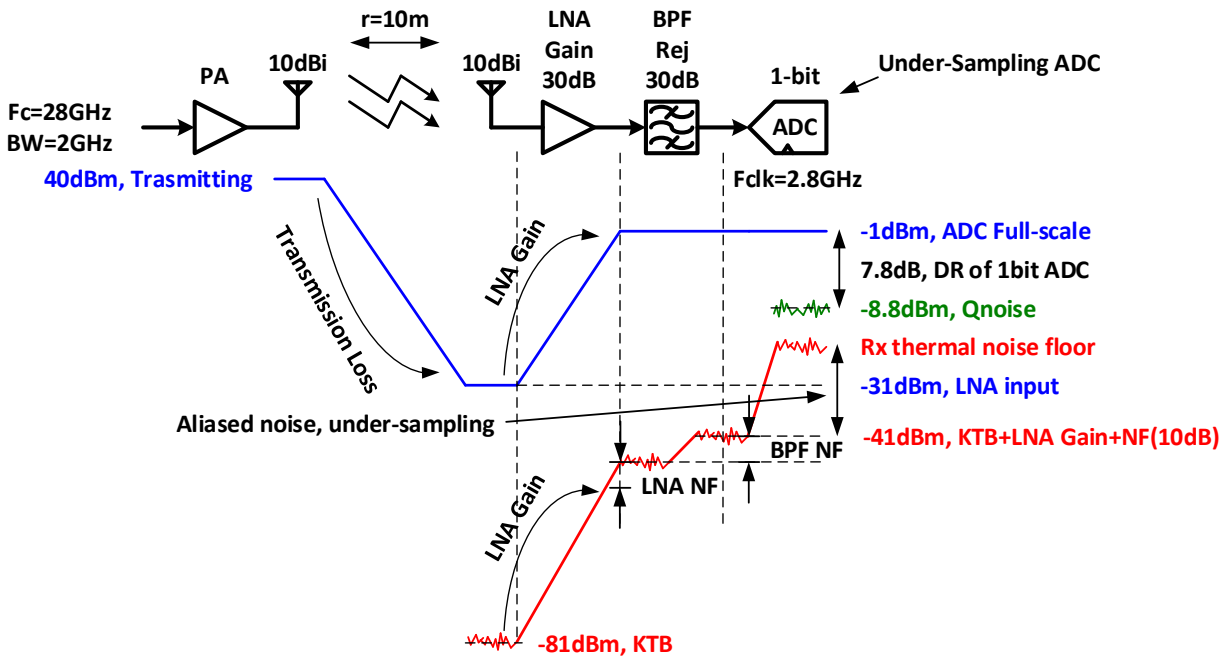 r=10m
LNA
Gain
30dB
BPF
Rej
30dB
PA
10dBi
10dBi
1-bit
Under-Sampling ADC
Fc=28GHz
BW=2GHz
ADC
Fclk=2.8GHz
40dBm, Trasmitting
Transmission Loss
LNA Gain
-1dBm, ADC Full-scale
7.8dB, DR of 1bit ADC
-8.8dBm, Qnoise
Rx thermal noise floor
-31dBm, LNA input
Aliased noise, under-sampling
-41dBm, KTB+LNA Gain+NF(10dB)
BPF NF
LNA NF
LNA Gain
-81dBm, KTB